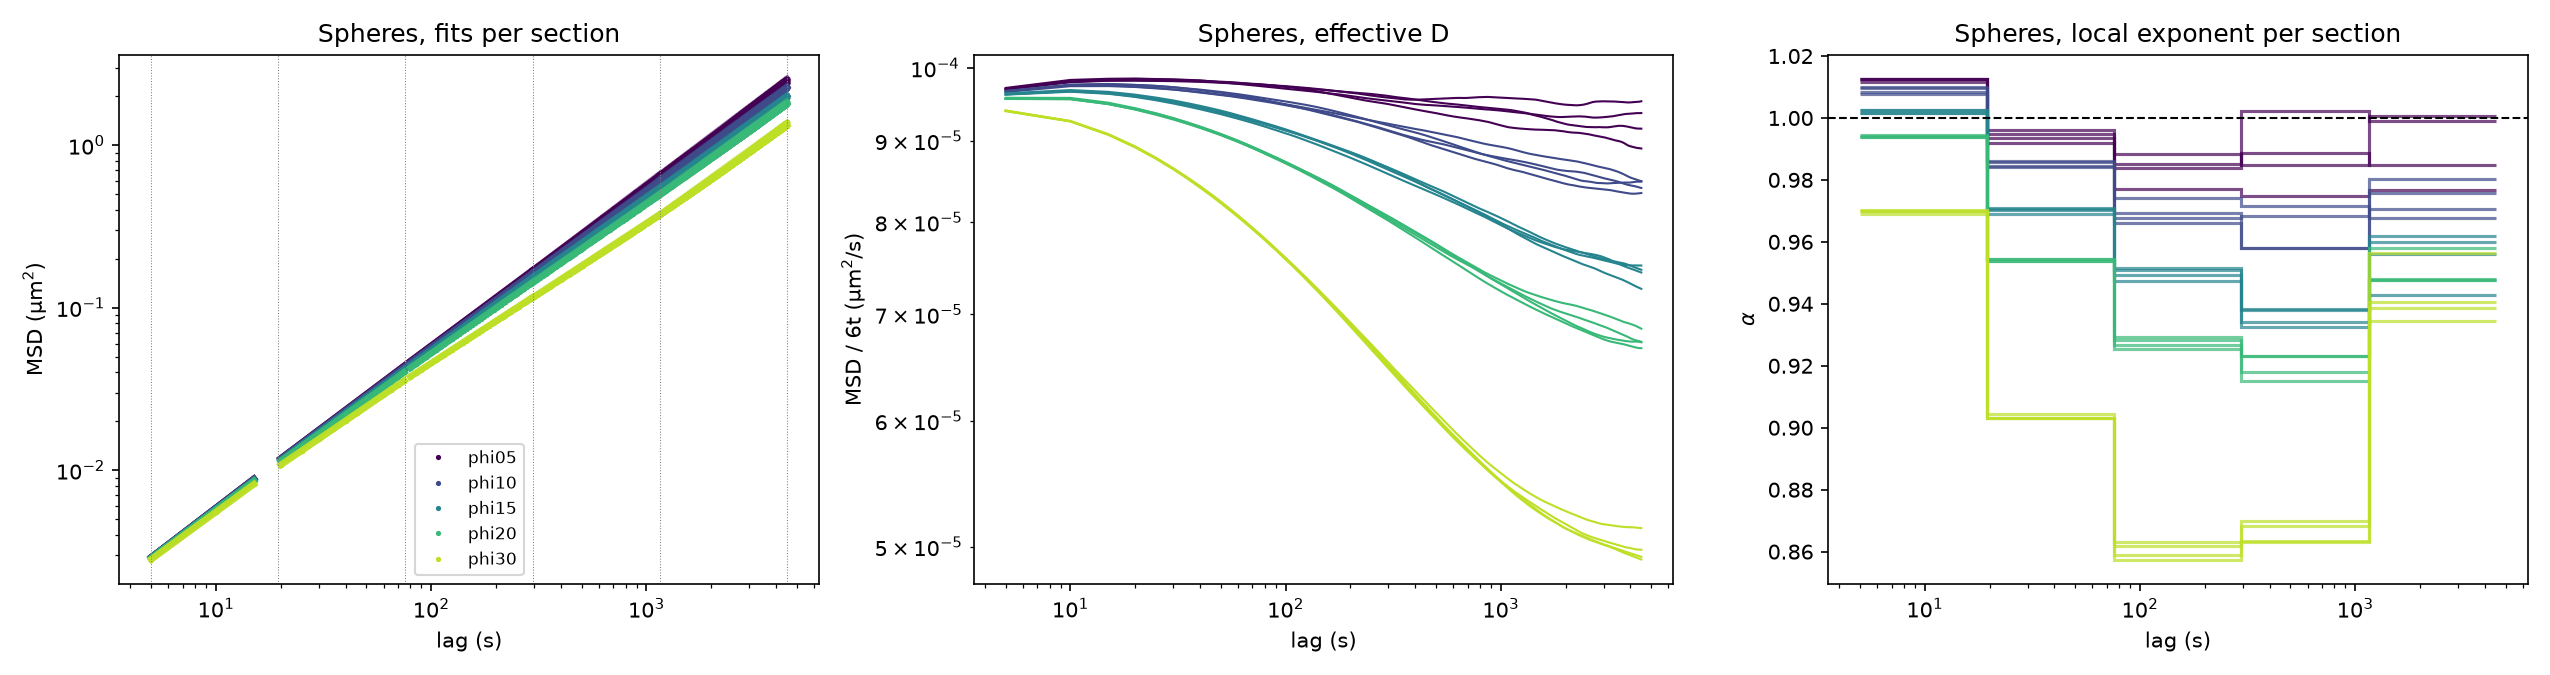 Spheres, fits per section
MSD (µm²)
10⁰
10⁻¹
10⁻²
10¹
10²
10³
lag (s)
phi05
phi10
phi15
phi20
phi30
Spheres, effective D
MSD / 6t (µm²/s)
10⁻⁴
9 × 10⁻⁵
8 × 10⁻⁵
7 × 10⁻⁵
6 × 10⁻⁵
5 × 10⁻⁵
10¹
10²
10³
lag (s)
Spheres, local exponent per section
α
1.02
1.00
0.98
0.96
0.94
0.92
0.90
0.88
0.86
10¹
10²
10³
lag (s)